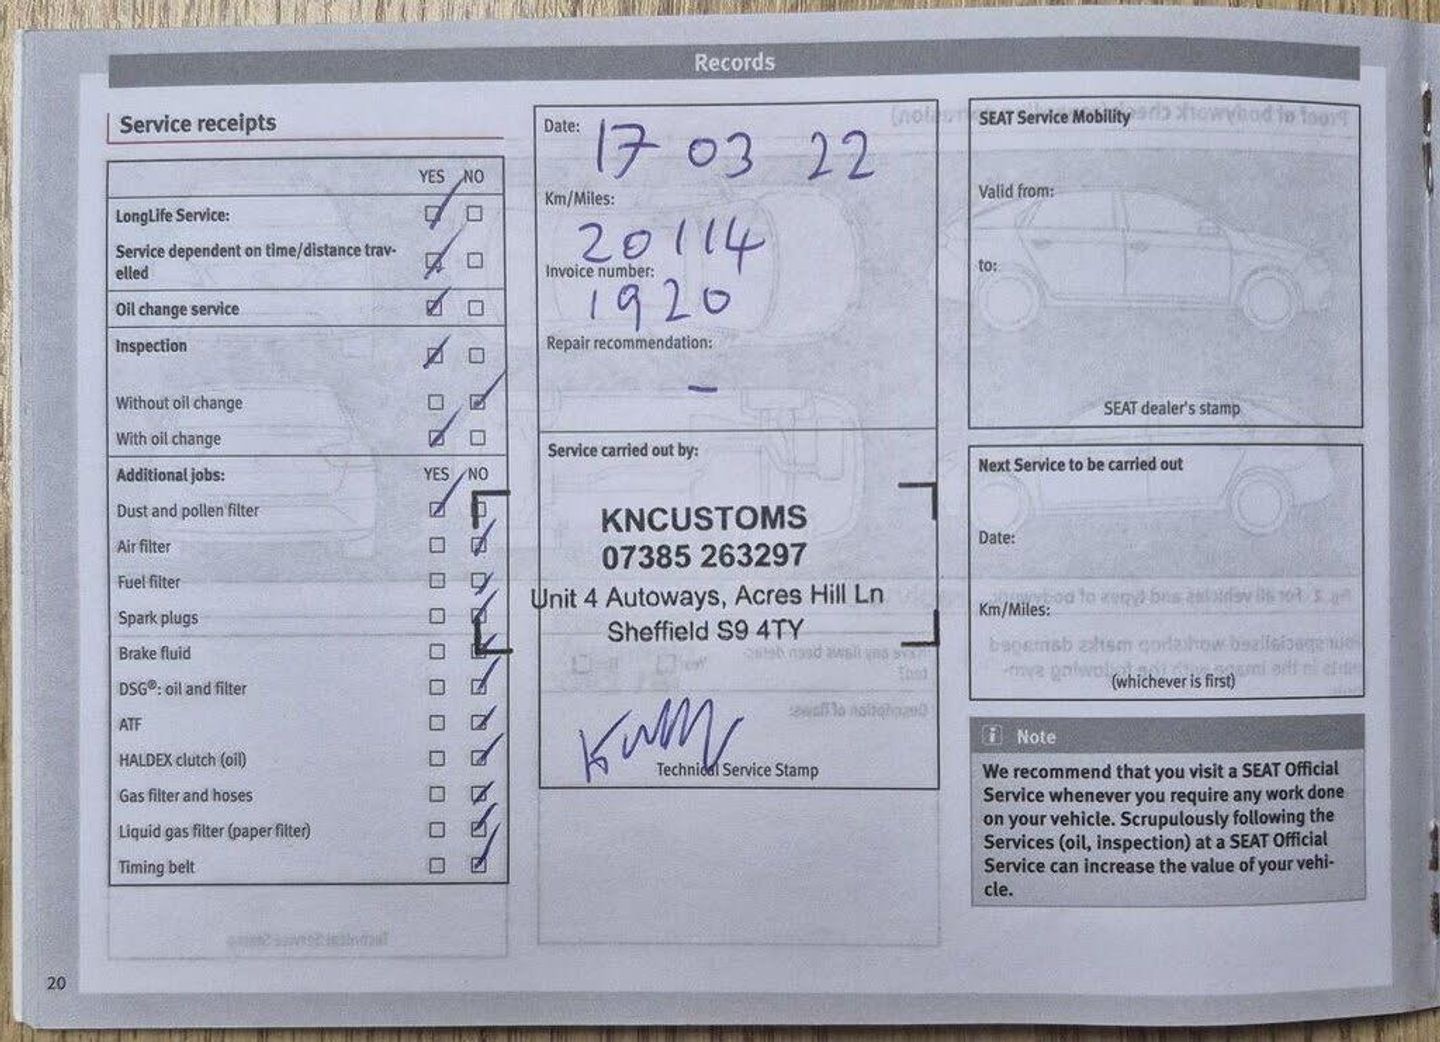 Records
Service receipts
YES NO
LongLife Service:
Service dependent on time/distance trav-
elled
Oil change service
Inspection
Without oil change
With oil change
Additional jobs: YES NO
Dust and pollen filter
Air filter
Fuel filter
Spark plugs
Brake fluid
DSG®: oil and filter
ATF
HALDEX clutch (oil)
Gas filter and hoses
Liquid gas filter (paper filter)
Timing belt
Date:
17 03 22
Km/Miles:
20114
Invoice number:
1920
Repair recommendation:
–
Service carried out by:
KNCUSTOMS
07385 263297
Unit 4 Autoways, Acres Hill Ln
Sheffield S9 4TY
Technical Service Stamp
SEAT Service Mobility
Valid from:
to:
SEAT dealer's stamp
Next Service to be carried out
Date:
Km/Miles:
(whichever is first)
i Note
We recommend that you visit a SEAT Official
Service whenever you require any work done
on your vehicle. Scrupulously following the
Services (oil, inspection) at a SEAT Official
Service can increase the value of your vehi-
cle.
20